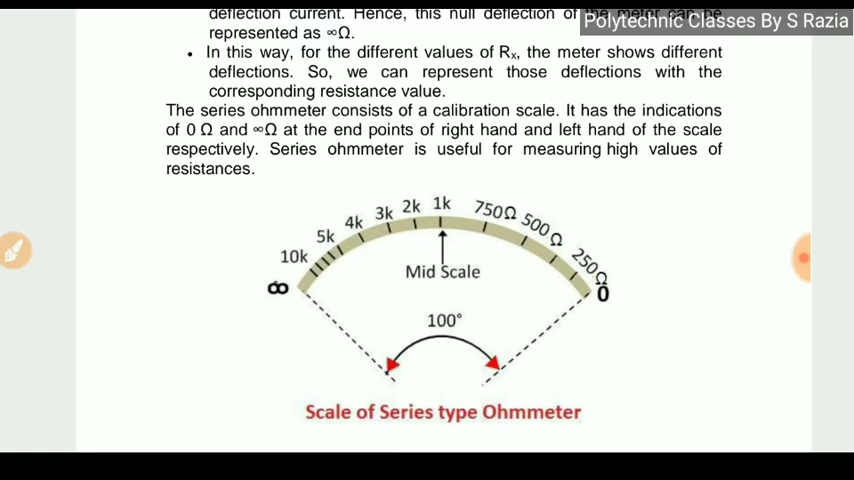 deflection current. Hence, this null deflection of the meter can be
Polytechnic Classes By S Razia
represented as ∞Ω.
• In this way, for the different values of Rx, the meter shows different
deflections. So, we can represent those deflections with the
corresponding resistance value.
The series ohmmeter consists of a calibration scale. It has the indications
of 0 Ω and ∞Ω at the end points of right hand and left hand of the scale
respectively. Series ohmmeter is useful for measuring high values of
resistances.
∞ 10k 5k 4k 3k 2k 1k 750Ω 500Ω 250Ω 0
Mid Scale
100°
Scale of Series type Ohmmeter